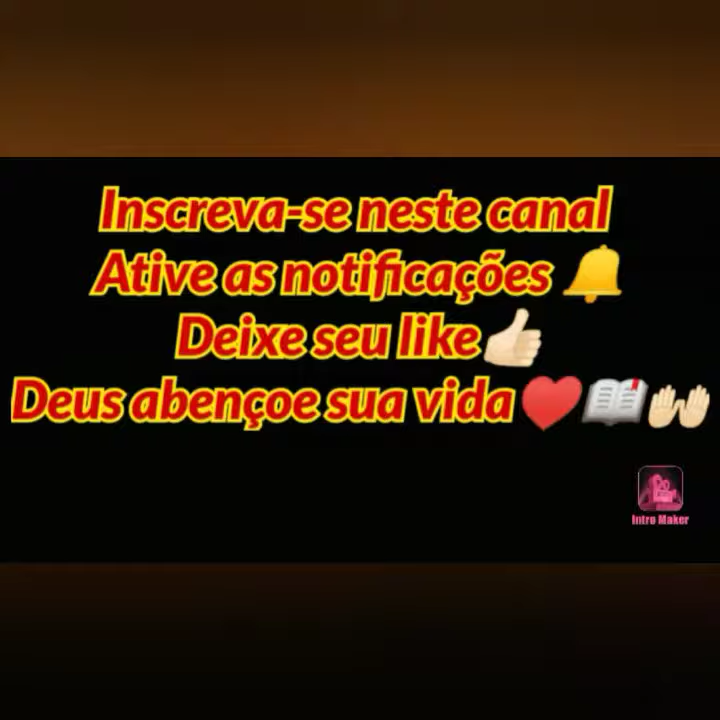 Inscreva-se neste canal
Ative as notificações 🔔
Deixe seu like 👍🏻
Deus abençoe sua vida ❤️📖👐🏻
Intro Maker